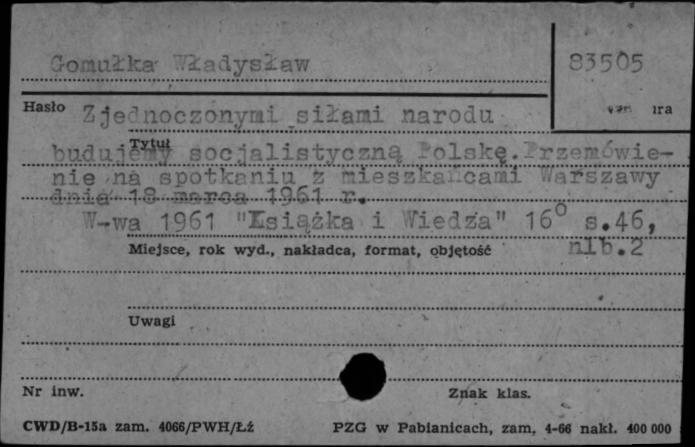 Gomułka Władysław 83505
Hasło Zjednoczonymi siłami narodu
Tytuł
budujemy socjalistyczną Polskę.Przemówie-
nie na spotkaniu z mieszkańcami Warszawy
dnia 18 marca 1961 r.
W-wa 1961 "Książka i Wiedza" 16° s.46,
Miejsce, rok wyd., nakładca, format, objętość nlb.2
Uwagi
Nr inw. Znak klas.
CWD/B-15a zam. 4066/PWH/Łź PZG w Pabianicach, zam, 4-66 nakł. 400 000